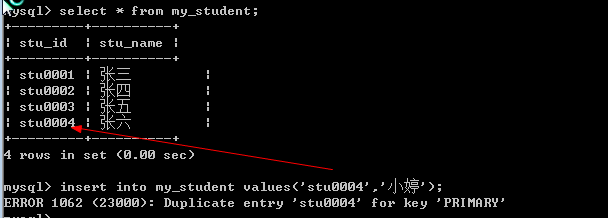 mysql> select * from my_student;
+---------+----------+
| stu_id | stu_name |
+---------+----------+
| stu0001 | 张三 |
| stu0002 | 张四 |
| stu0003 | 张五 |
| stu0004 | 张六 |
+---------+----------+
4 rows in set (0.00 sec)
mysql> insert into my_student values('stu0004','小婷');
ERROR 1062 (23000): Duplicate entry 'stu0004' for key 'PRIMARY'
mysql>